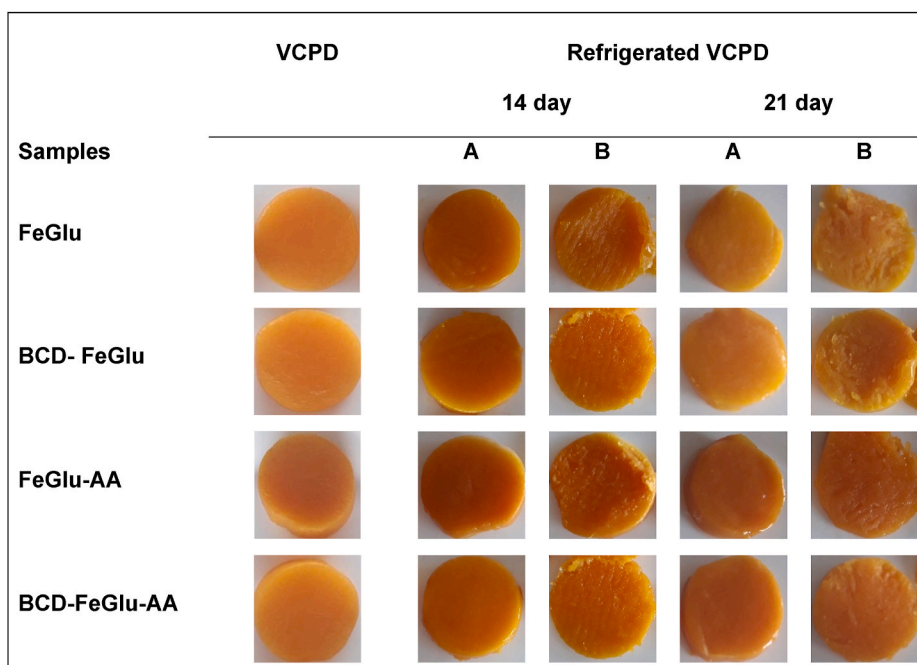 VCPD Refrigerated VCPD
14 day 21 day
Samples A B A B
FeGlu
BCD- FeGlu
FeGlu-AA
BCD-FeGlu-AA